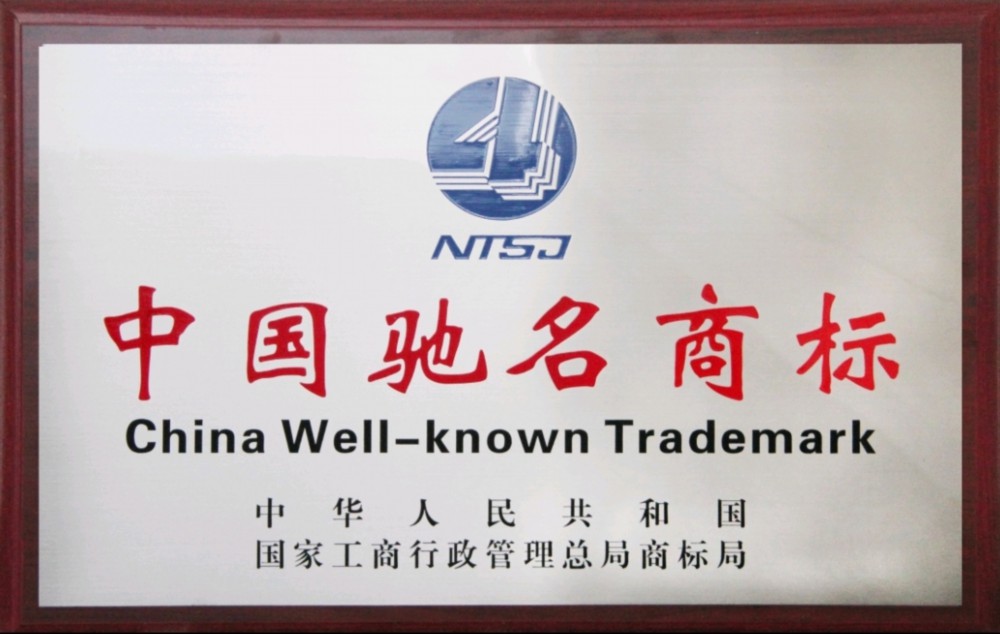 NTSJ
中国驰名商标
China Well-known Trademark
中华人民共和国
国家工商行政管理总局商标局